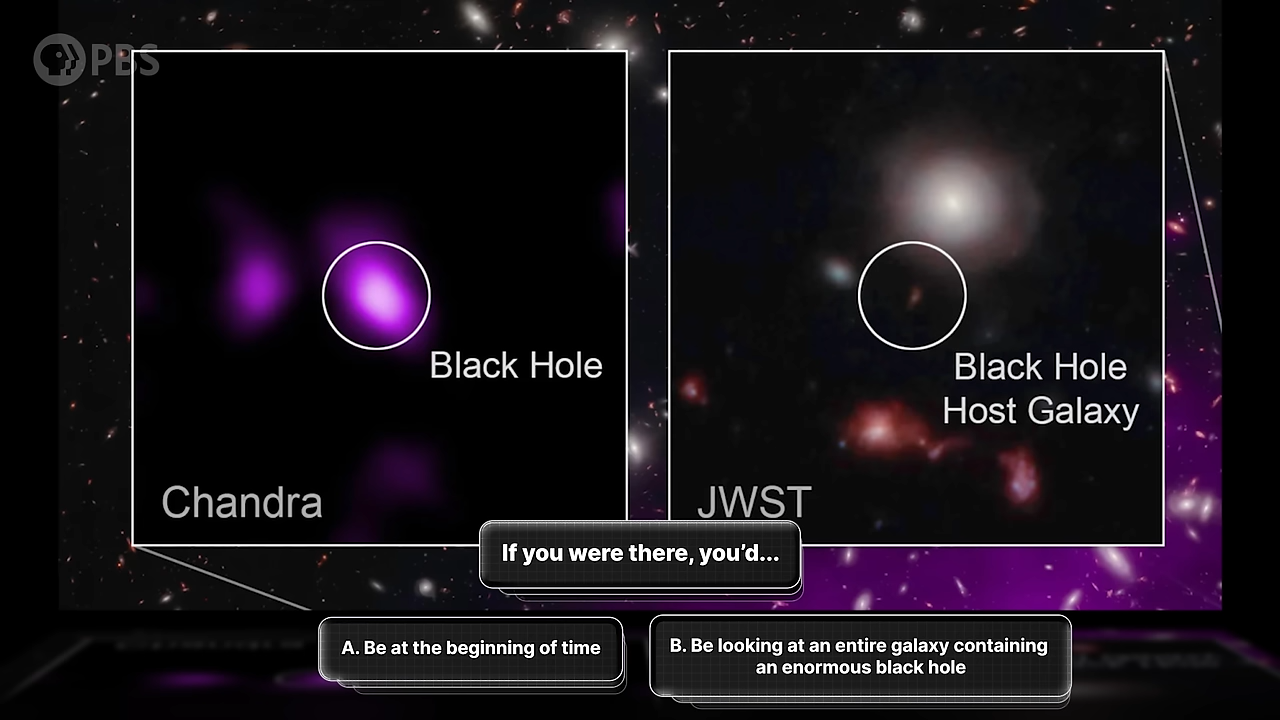 PBS
Black Hole
Chandra
Black Hole
Host Galaxy
JWST
If you were there, you'd...
A. Be at the beginning of time
B. Be looking at an entire galaxy containing
an enormous black hole